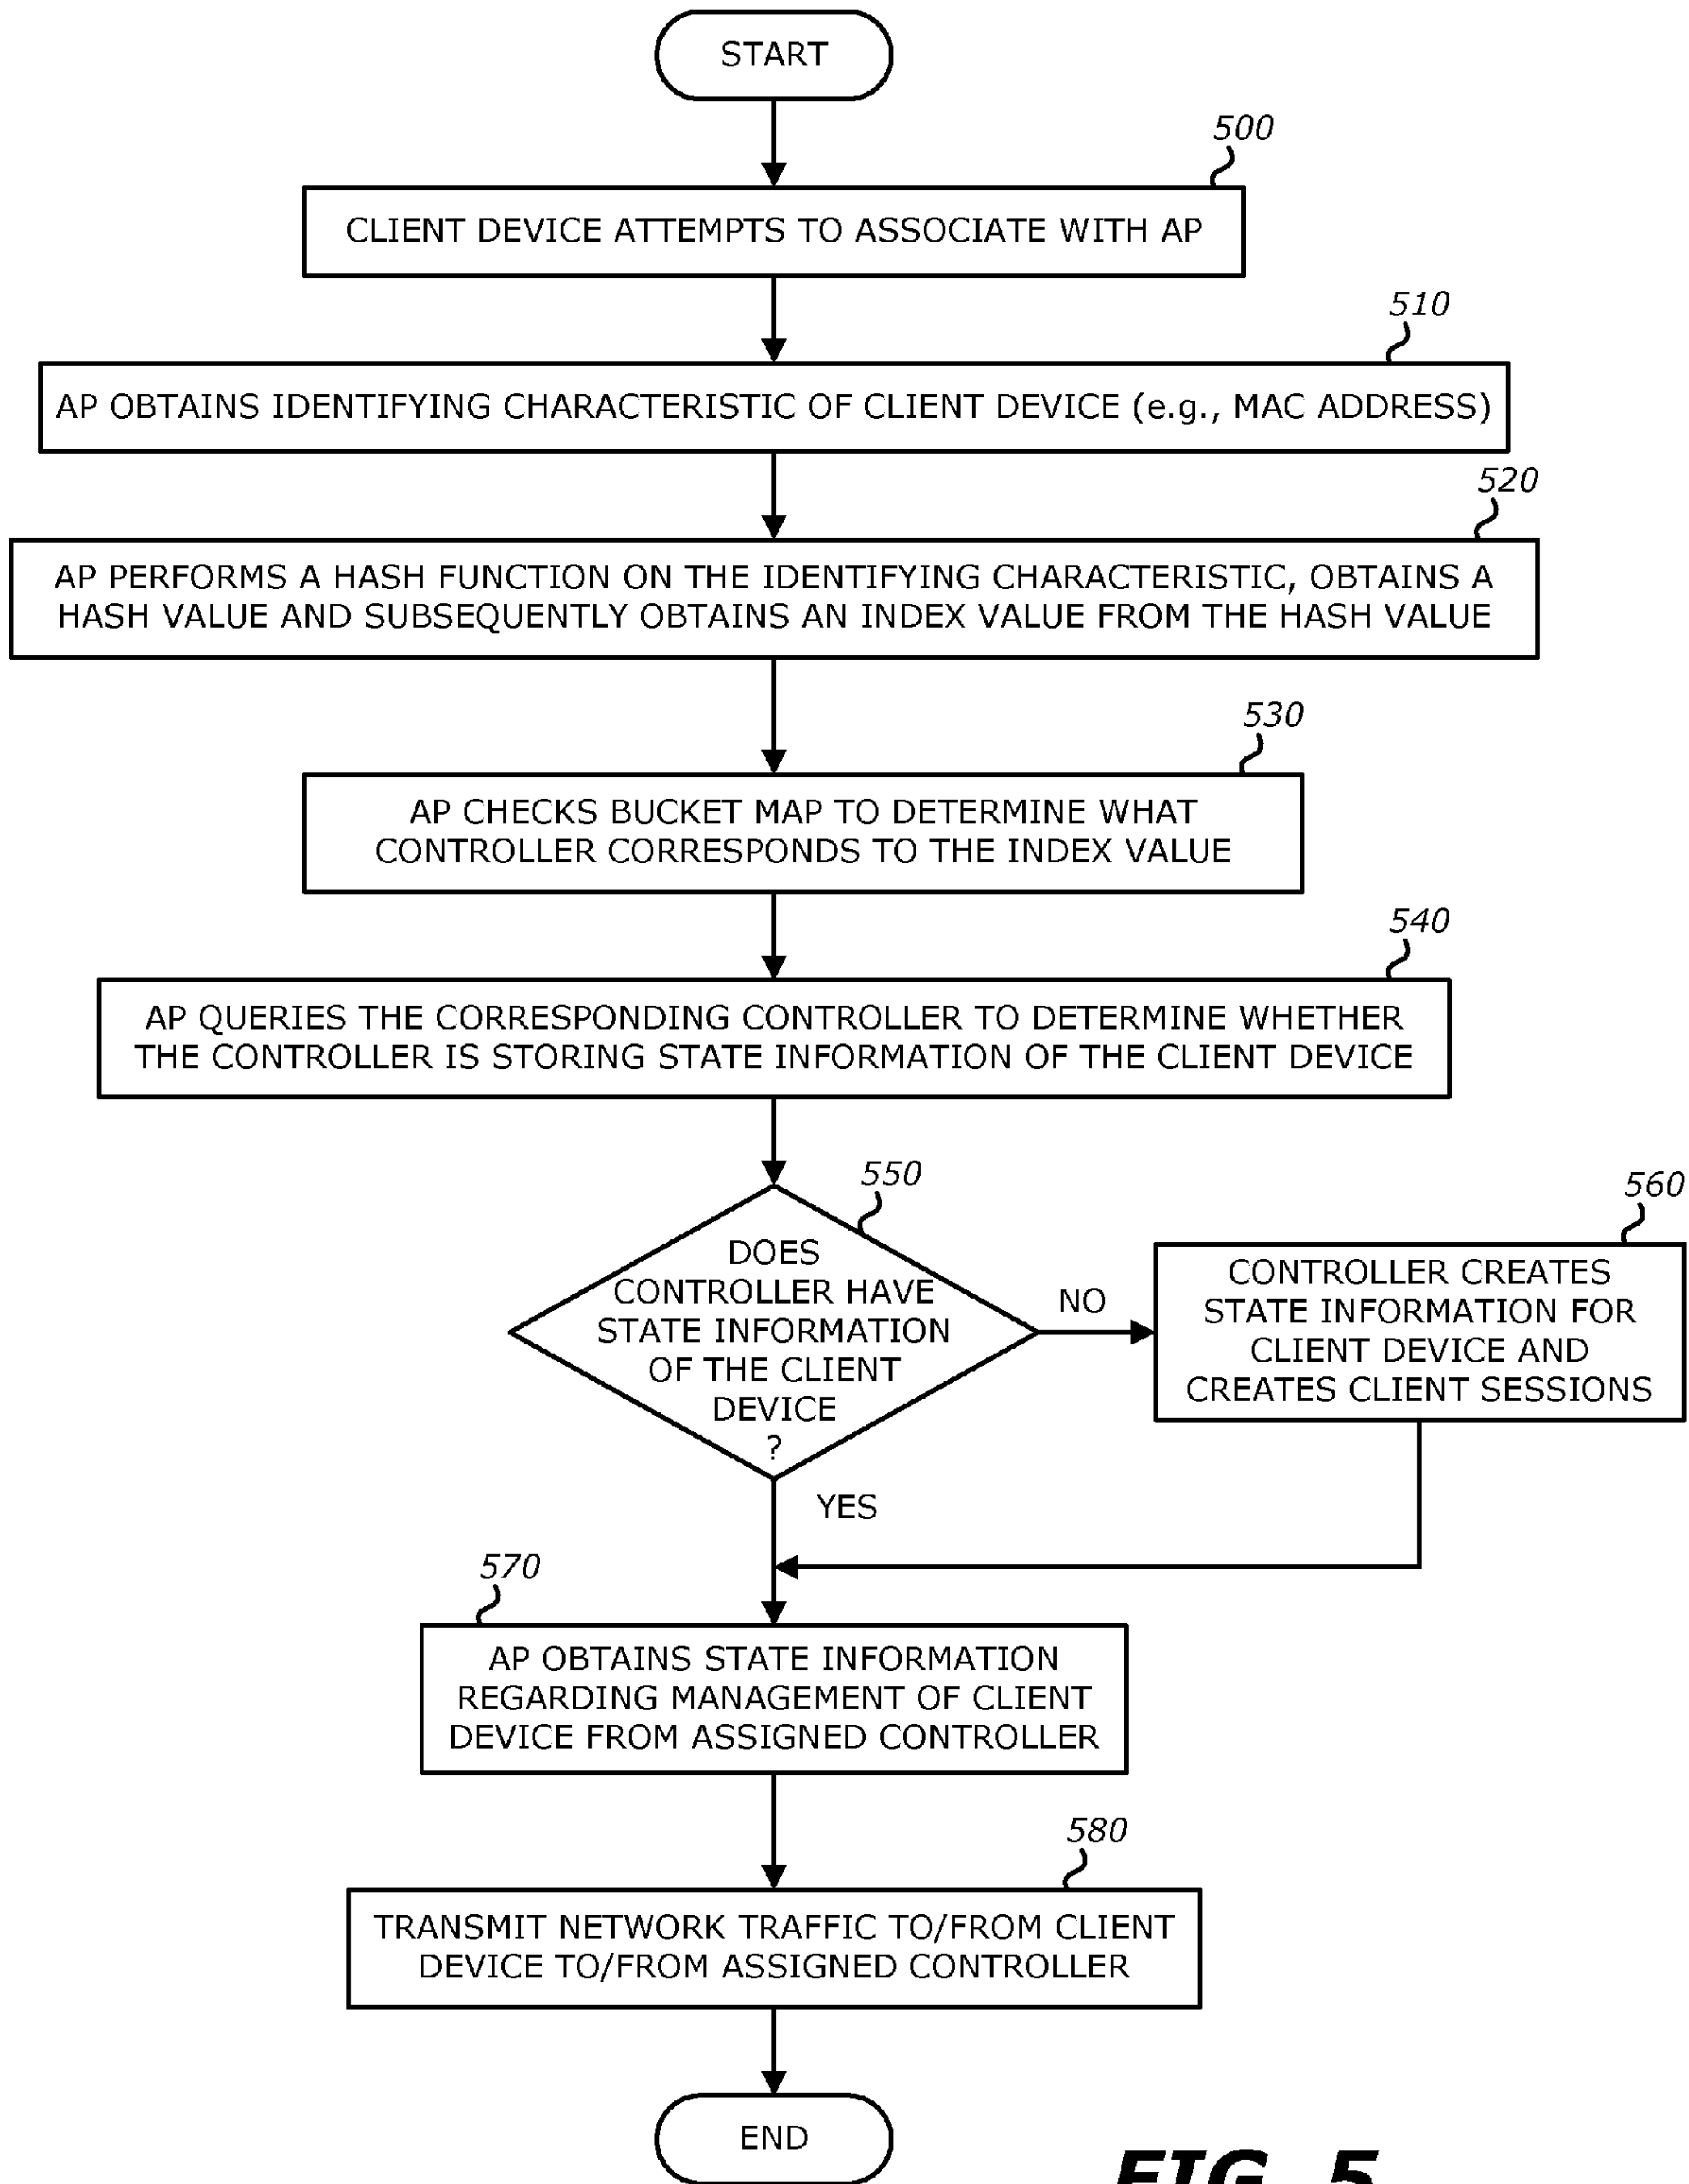 START
500
CLIENT DEVICE ATTEMPTS TO ASSOCIATE WITH AP
510
AP OBTAINS IDENTIFYING CHARACTERISTIC OF CLIENT DEVICE (e.g., MAC ADDRESS)
520
AP PERFORMS A HASH FUNCTION ON THE IDENTIFYING CHARACTERISTIC, OBTAINS A
HASH VALUE AND SUBSEQUENTLY OBTAINS AN INDEX VALUE FROM THE HASH VALUE
530
AP CHECKS BUCKET MAP TO DETERMINE WHAT
CONTROLLER CORRESPONDS TO THE INDEX VALUE
540
AP QUERIES THE CORRESPONDING CONTROLLER TO DETERMINE WHETHER
THE CONTROLLER IS STORING STATE INFORMATION OF THE CLIENT DEVICE
550
DOES
CONTROLLER HAVE
STATE INFORMATION
OF THE CLIENT
DEVICE
?
NO
560
CONTROLLER CREATES
STATE INFORMATION FOR
CLIENT DEVICE AND
CREATES CLIENT SESSIONS
YES
570
AP OBTAINS STATE INFORMATION
REGARDING MANAGEMENT OF CLIENT
DEVICE FROM ASSIGNED CONTROLLER
580
TRANSMIT NETWORK TRAFFIC TO/FROM CLIENT
DEVICE TO/FROM ASSIGNED CONTROLLER
END
FIG. 5